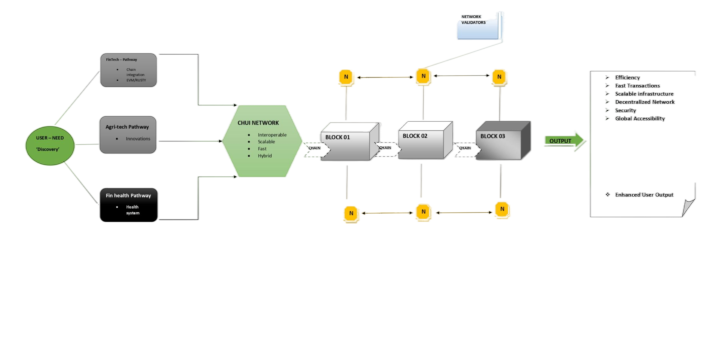 NETWORK
VALIDATORS
Fintech – Pathway
integration
Agri-tech Pathway
Innovations
Fin health Pathway
Health
system
USER – NEED
'Discovery'
CHUI NETWORK
Interoperable
Scalable
Fast
Hybrid
N
N
N
CHAIN
BLOCK 01
CHAIN
BLOCK 02
CHAIN
BLOCK 03
N
N
N
OUTPUT
Efficiency
Fast Transactions
Scalable infrastructure
Decentralized Network
Security
Global Accessibility
Enhanced User Output